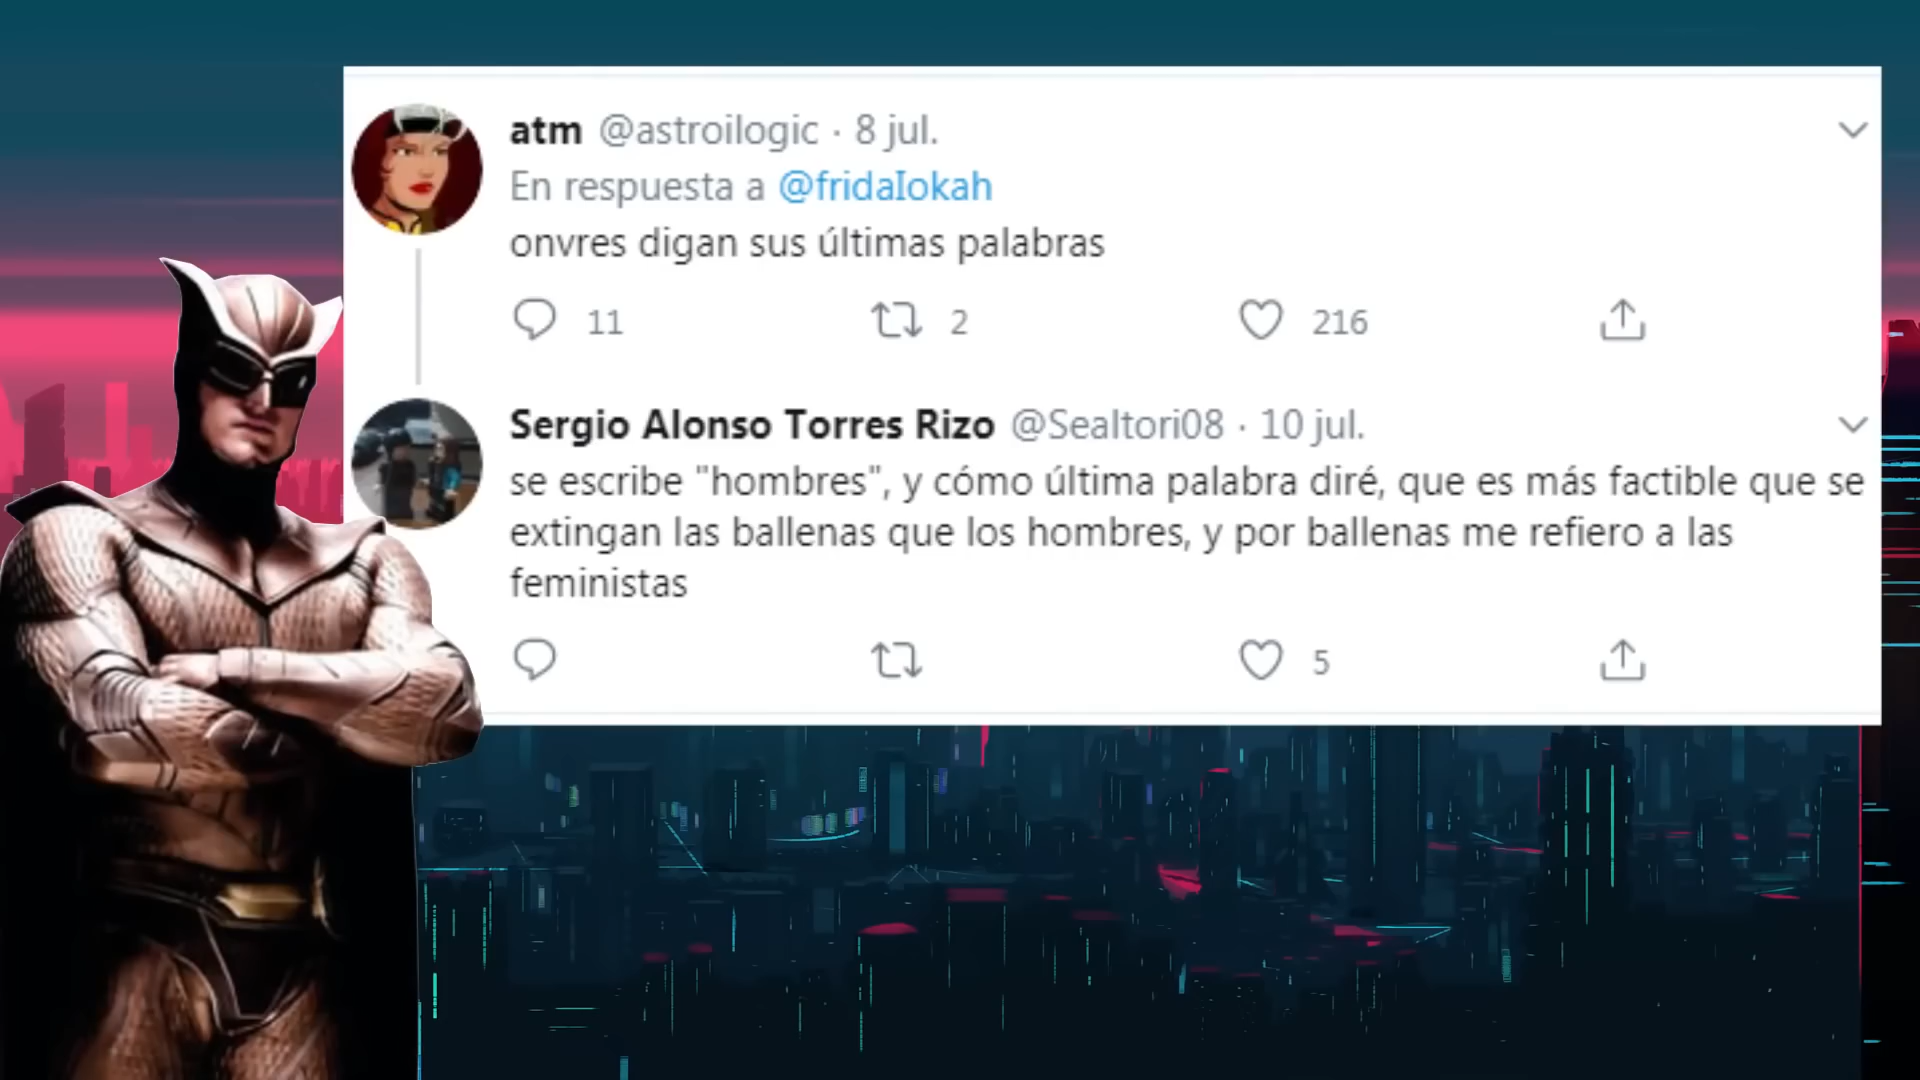 atm @astroilogic · 8 jul.
En respuesta a @fridaIokah
onvres digan sus últimas palabras
11 2 216
Sergio Alonso Torres Rizo @Sealtori08 · 10 jul.
se escribe "hombres", y cómo última palabra diré, que es más factible que se
extingan las ballenas que los hombres, y por ballenas me refiero a las
feministas
5